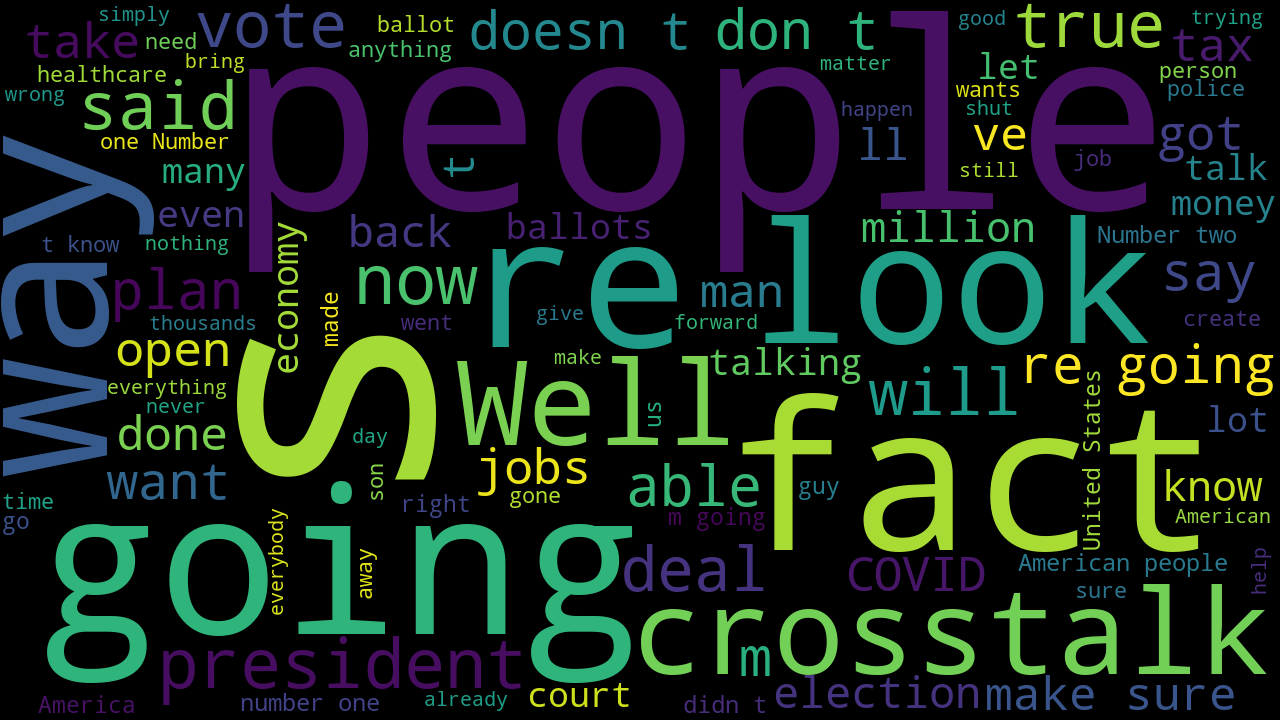 simply
take
need
vote
ballot
anything
doesn t
don t
good
true
trying
tax
healthcare
bring
people
matter
let
person
wrong
said
wants
police
one Number
happen
shut
ve
got
many
t
ll
job
still
talk
way
even
back
ballots
million
money
t know
nothing
economy
now
re
look
Number two
say
plan
made
man
thousands
went
give
forward
create
open
s
Well
make
talking
will
re going
everything
never
us
fact
United States
lot
done
day
want
son
jobs
gone
able
guy
know
time
go
right
m going
American
going
everybody
away
deal
COVID
American people
help
sure
crosstalk
m
president
America
number one
already
court
didn t
election
make sure